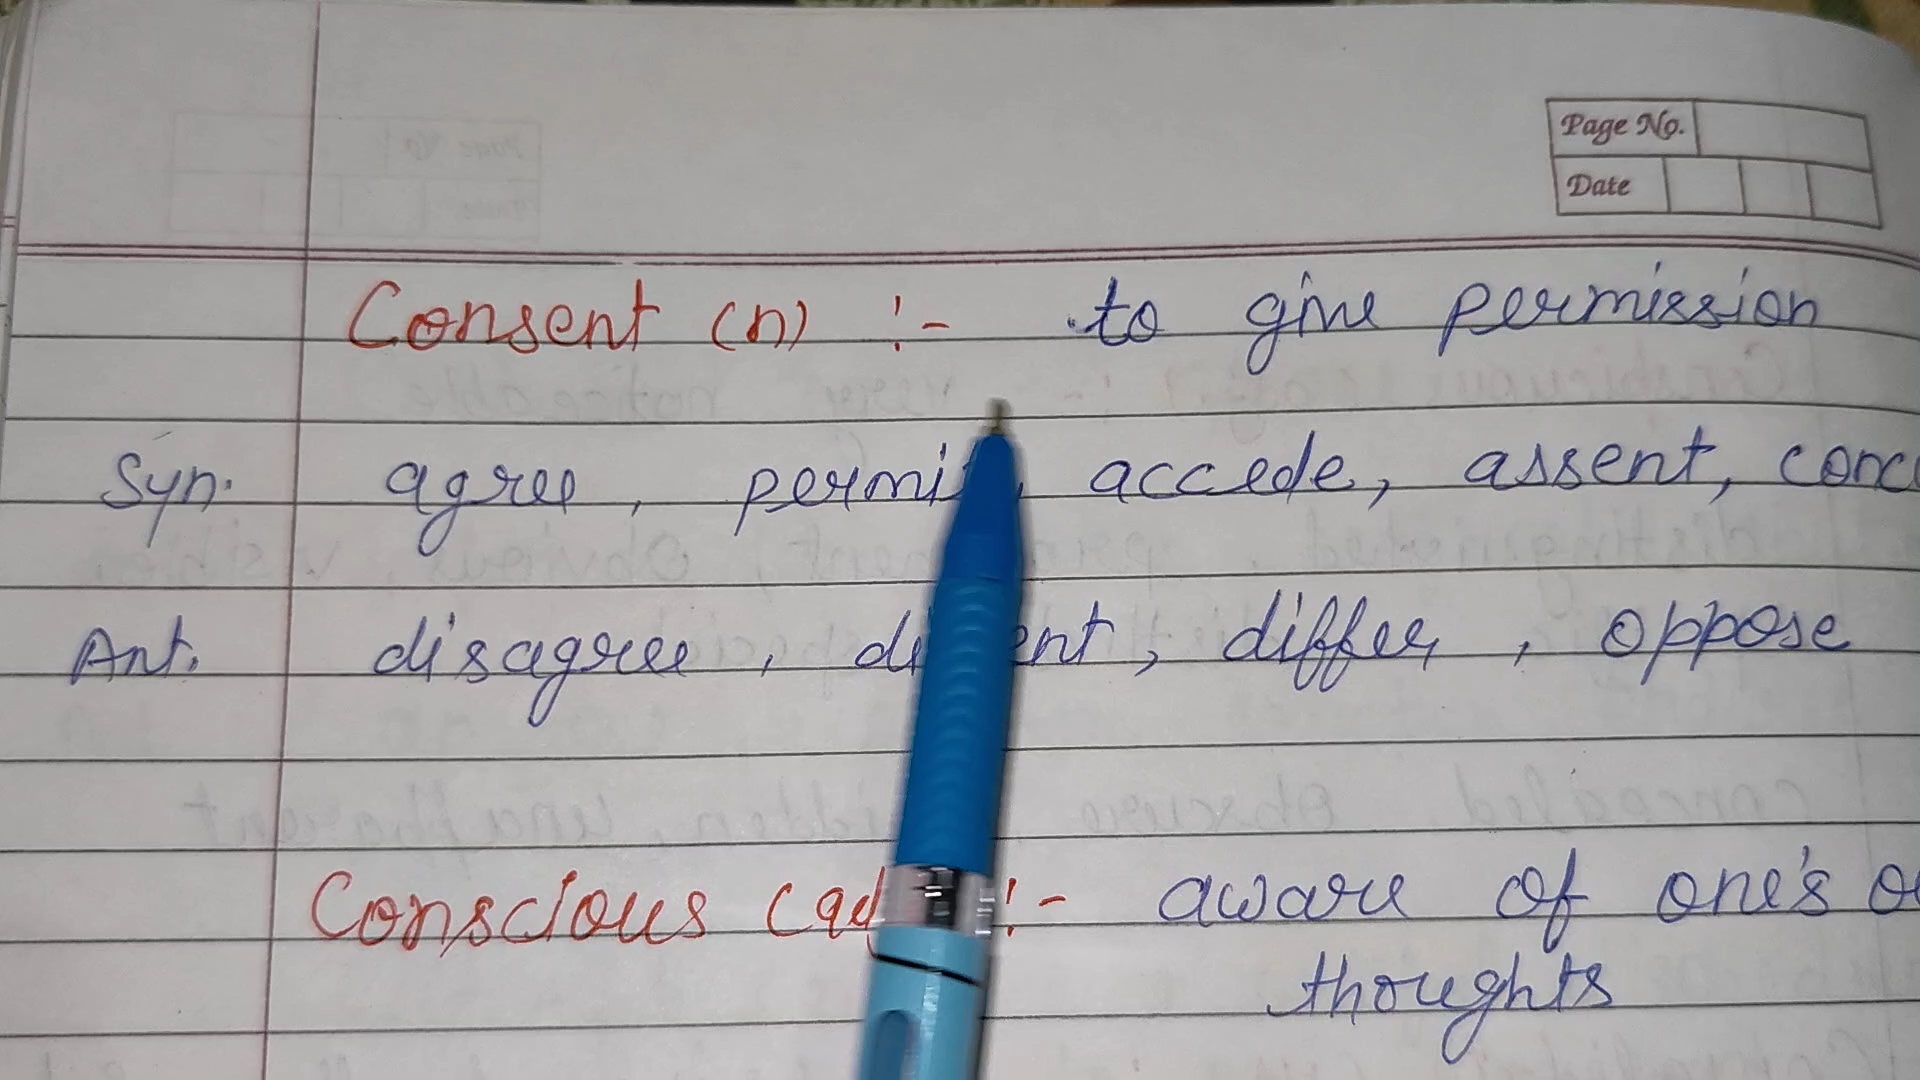 Page No.
Date
Consent (n) :- to give permission
Syn. agree, accede, assent,
Ant. disagree, differ, oppose
Conscious :- aware of one's
thoughts